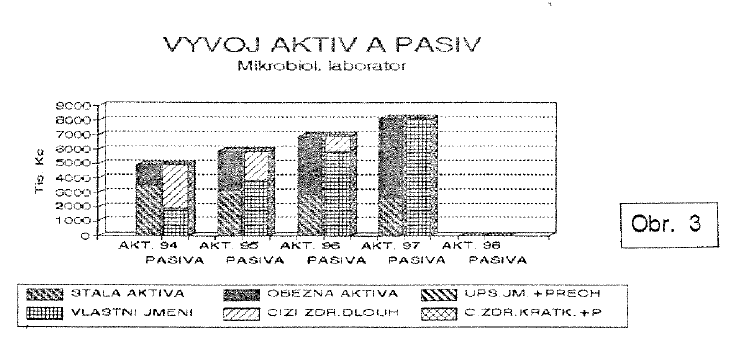 VYVOJ AKTIV A PASIV
Mikrobiol. laborator
9000
8000
7000
6000
5000
4000
3000
2000
1000
0
Tis Kc
AKT. 94 AKT. 95 AKT. 96 AKT. 97 AKT. 98
PASIVA PASIVA PASIVA PASIVA PASIVA
Obr. 3
STALA AKTIVA OBEZNA AKTIVA UPS.JM.+PRECH
VLASTNI JMENI CIZI ZDR.DLOUH C.ZDR.KRATK.+P